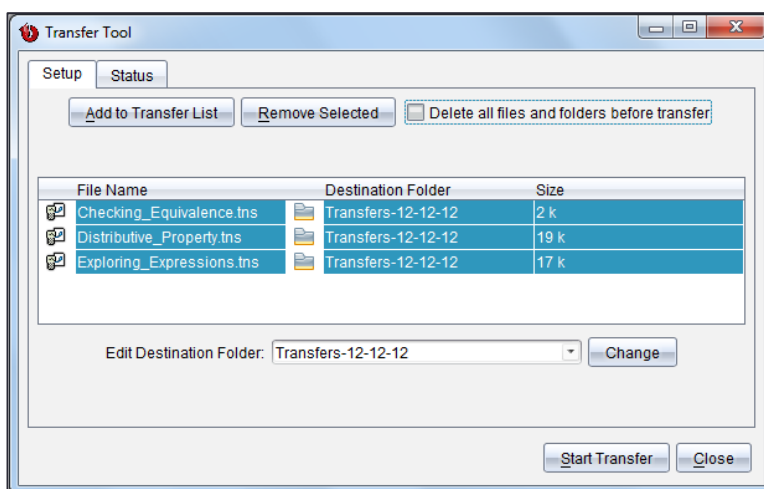 Transfer Tool
Setup Status
Add to Transfer List Remove Selected Delete all files and folders before transfer
File Name Destination Folder Size
Checking_Equivalence.tns Transfers-12-12-12 2 k
Distributive_Property.tns Transfers-12-12-12 19 k
Exploring_Expressions.tns Transfers-12-12-12 17 k
Edit Destination Folder: Transfers-12-12-12 Change
Start Transfer Close